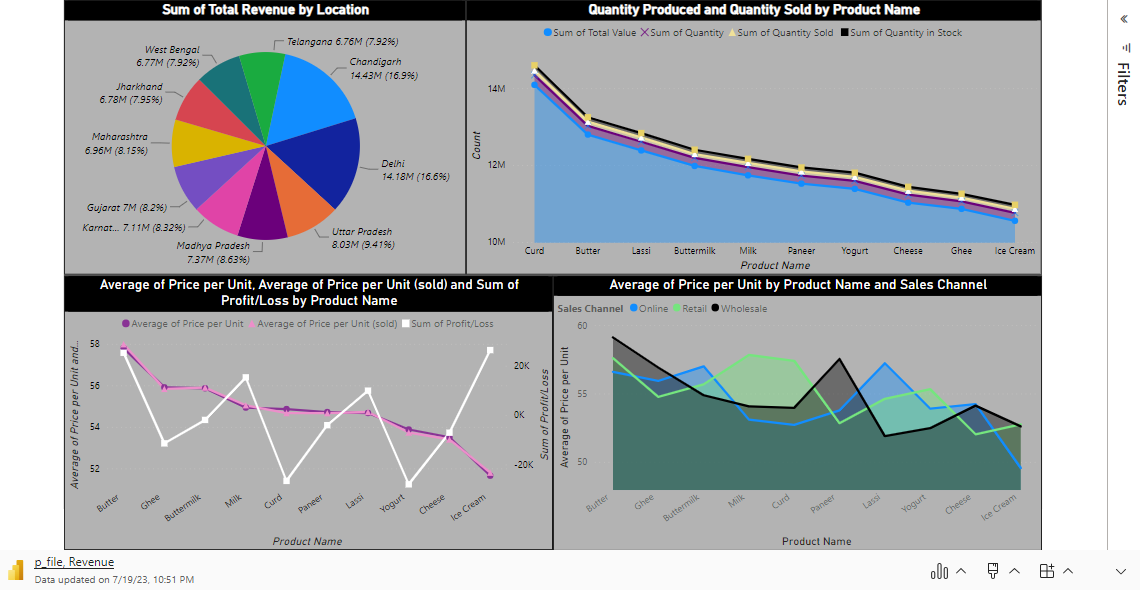 Sum of Total Revenue by Location
Telangana 6.76M (7.92%)
West Bengal
6.77M (7.92%)
Chandigarh
14.43M (16.9%)
Jharkhand
6.78M (7.95%)
Maharashtra
6.96M (8.15%)
Delhi
14.18M (16.6%)
Gujarat 7M (8.2%)
Karnat... 7.11M (8.32%)
Uttar Pradesh
8.03M (9.41%)
Madhya Pradesh
7.37M (8.63%)
Quantity Produced and Quantity Sold by Product Name
Sum of Total Value Sum of Quantity Sum of Quantity Sold Sum of Quantity in Stock
14M
12M
10M
Count
Curd Butter Lassi Buttermilk Milk Paneer Yogurt Cheese Ghee Ice Cream
Product Name
Average of Price per Unit, Average of Price per Unit (sold) and Sum of
Profit/Loss by Product Name
Average of Price per Unit Average of Price per Unit (sold) Sum of Profit/Loss
58
56
54
52
Average of Price per Unit and...
20K
0K
-20K
Sum of Profit/Loss
Butter Ghee Buttermilk Milk Curd Paneer Lassi Yogurt Cheese Ice Cream
Product Name
Average of Price per Unit by Product Name and Sales Channel
Sales Channel Online Retail Wholesale
60
55
50
Average of Price per Unit
Butter Ghee Buttermilk Milk Curd Paneer Lassi Yogurt Cheese Ice Cream
Product Name
Filters
p_file, Revenue
Data updated on 7/19/23, 10:51 PM